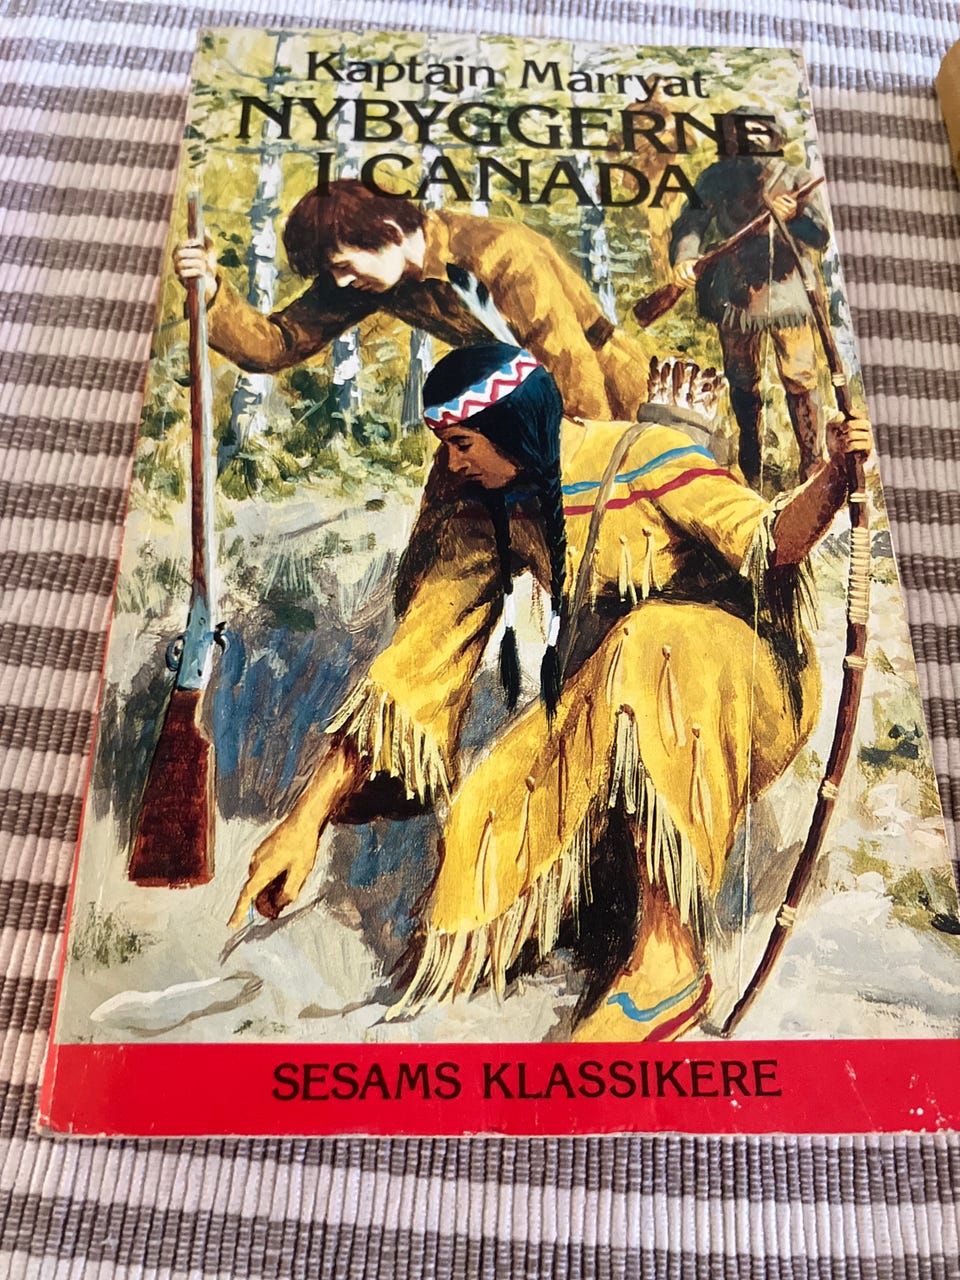 Kaptajn Marryat
NYBYGGERNE
I CANADA
SESAMS KLASSIKERE